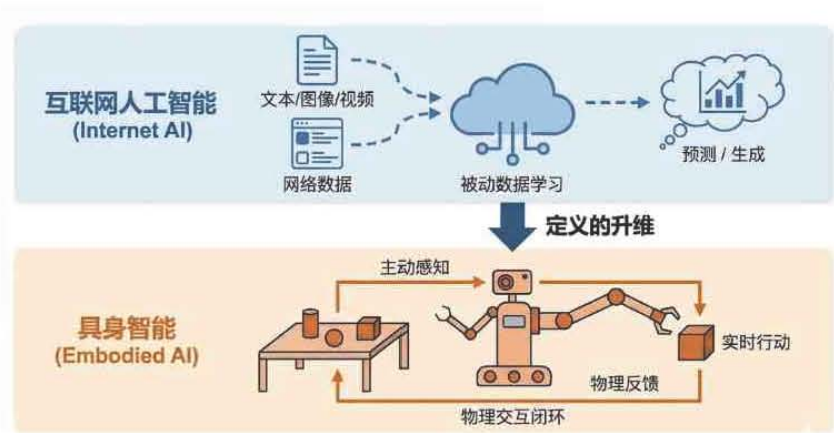 互联网人工智能
(Internet AI)
文本/图像/视频
网络数据
被动数据学习
预测 / 生成
定义的升维
具身智能
(Embodied AI)
主动感知
实时行动
物理反馈
物理交互闭环